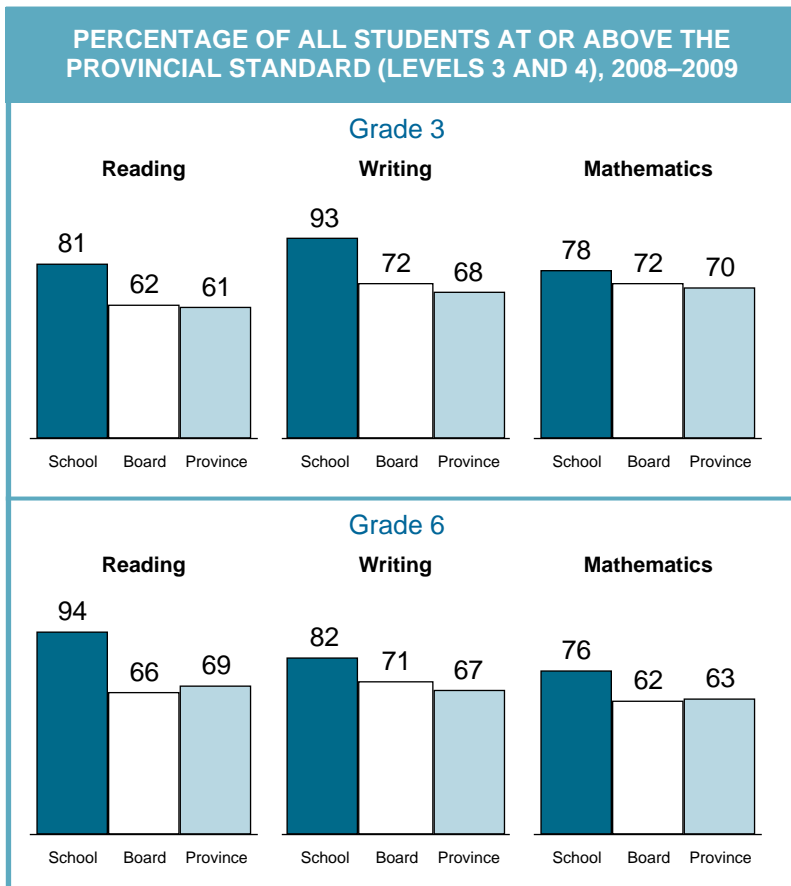 PERCENTAGE OF ALL STUDENTS AT OR ABOVE THE
PROVINCIAL STANDARD (LEVELS 3 AND 4), 2008–2009
Grade 3
Reading Writing Mathematics
81 62 61 93 72 68 78 72 70
School Board Province School Board Province School Board Province
Grade 6
Reading Writing Mathematics
94 66 69 82 71 67 76 62 63
School Board Province School Board Province School Board Province